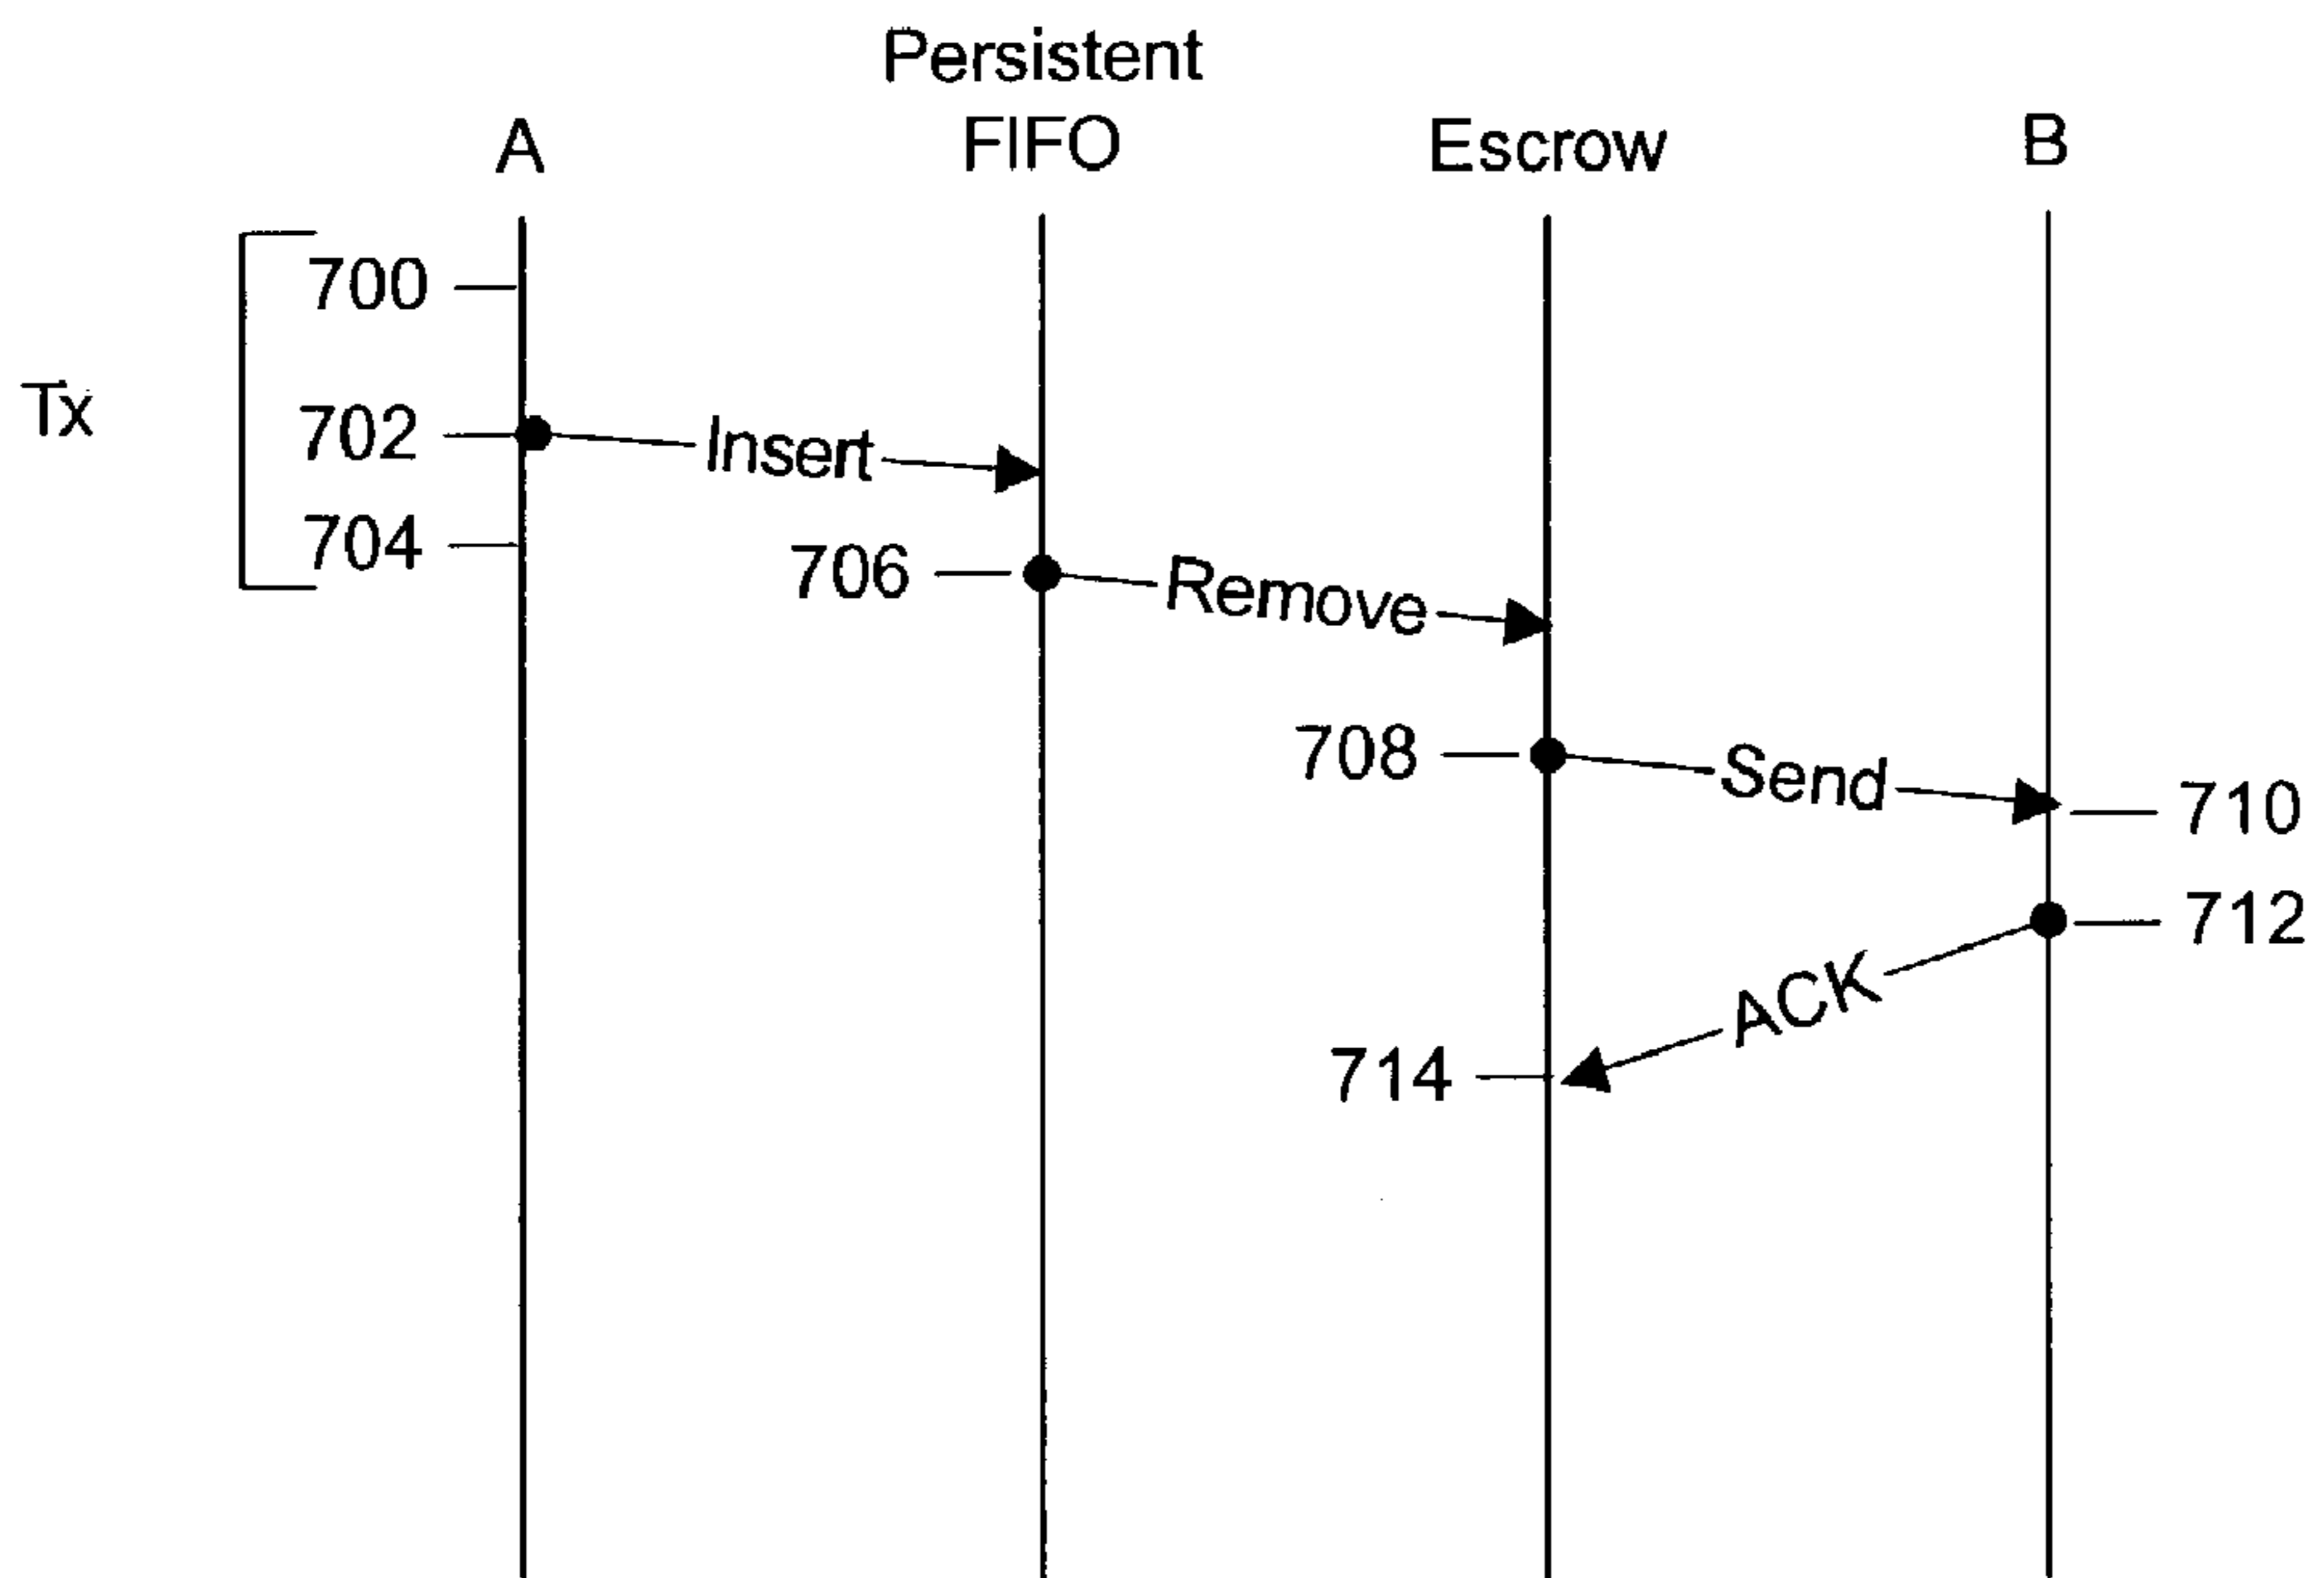 Persistent
FIFO
A
Escrow
B
Tx
700
702
Insert
704
706
Remove
708
Send
710
712
ACK
714